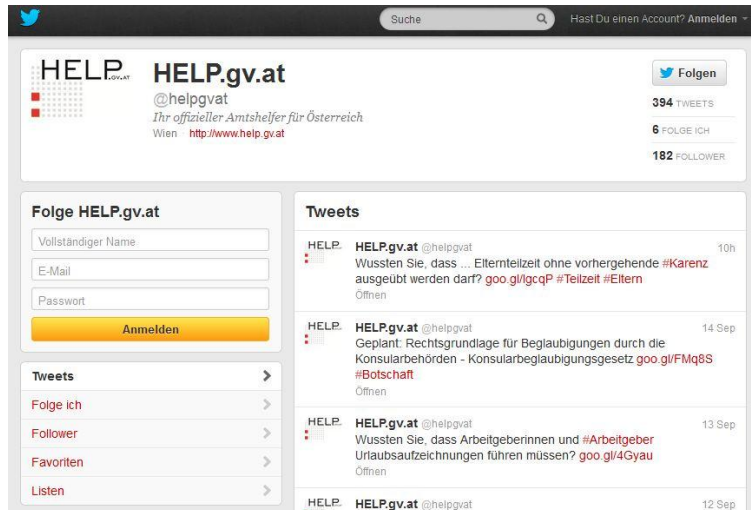 Suche
Hast Du einen Account? Anmelden
HELP.GV.AT
HELP.gv.at
@helpgvat
Ihr offizieller Amtshelfer für Österreich
Wien http://www.help.gv.at
Folgen
394 TWEETS
6 FOLGE ICH
182 FOLLOWER
Folge HELP.gv.at
Vollständiger Name
E-Mail
Passwort
Anmelden
Tweets
Folge ich
Follower
Favoriten
Listen
Tweets
HELP
HELP.gv.at @helpgvat 10h
Wussten Sie, dass ... Elternteilzeit ohne vorhergehende #Karenz
ausgeübt werden darf? goo.gl/lgcqP #Teilzeit #Eltern
Öffnen
HELP
HELP.gv.at @helpgvat 14 Sep
Geplant: Rechtsgrundlage für Beglaubigungen durch die
Konsularbehörden - Konsularbeglaubigungsgesetz goo.gl/FMq8S
#Botschaft
Öffnen
HELP
HELP.gv.at @helpgvat 13 Sep
Wussten Sie, dass Arbeitgeberinnen und #Arbeitgeber
Urlaubsaufzeichnungen führen müssen? goo.gl/4Gyau
Öffnen
HELP
HELP.gv.at @helpgvat 12 Sep